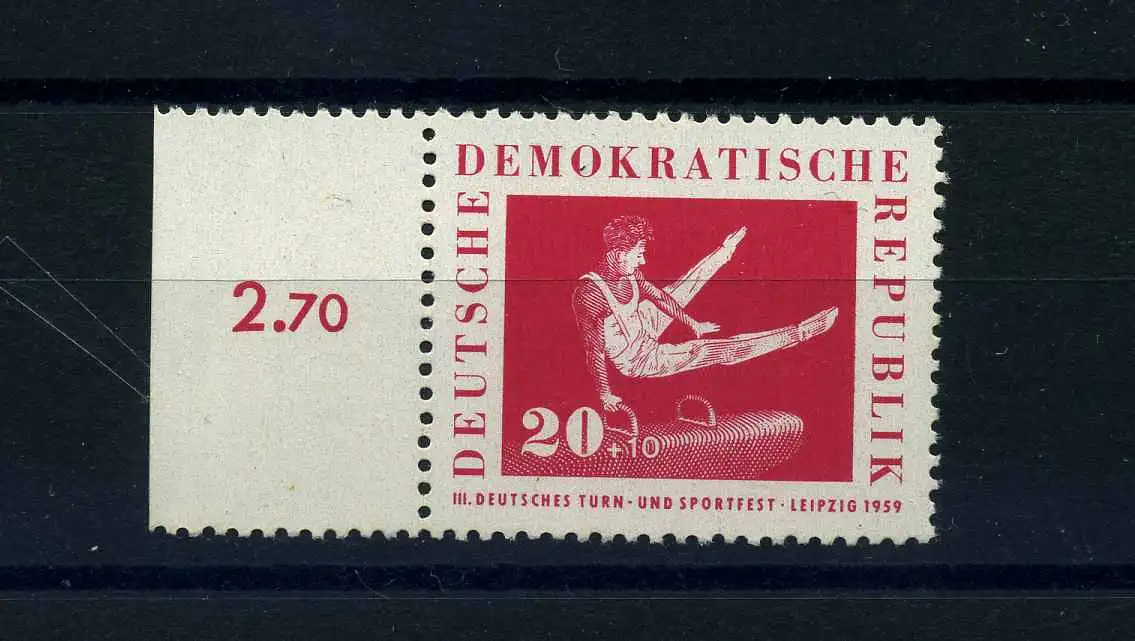 2.70
DEUTSCHE
DEMOKRATISCHE
REPUBLIK
20+10
III. DEUTSCHES TURN- UND SPORTFEST · LEIPZIG 1959